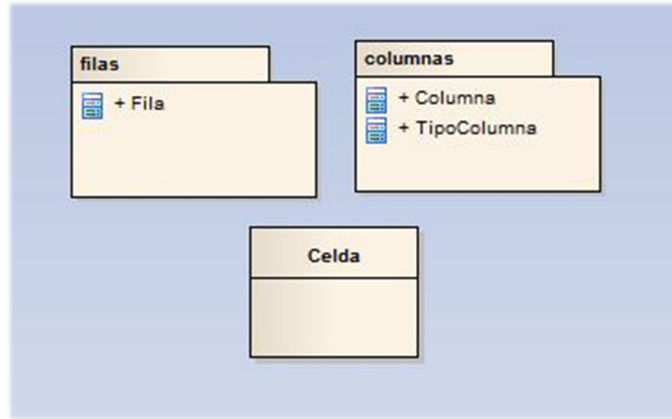 filas
+ Fila
columnas
+ Columna
+ TipoColumna
Celda